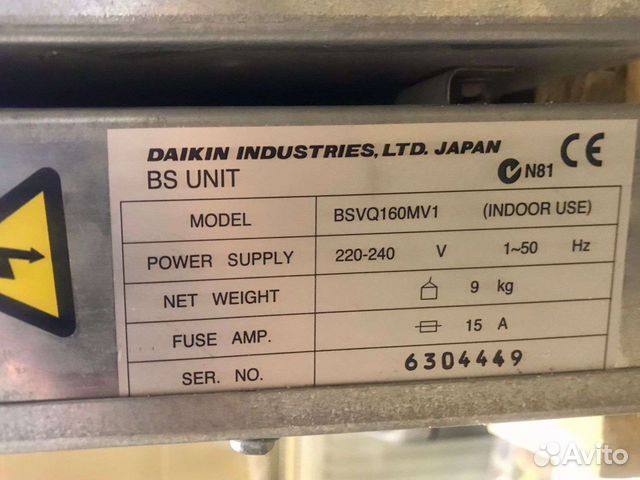 DAIKIN INDUSTRIES, LTD. JAPAN
BS UNIT
N81 CE
MODEL BSVQ160MV1 (INDOOR USE)
POWER SUPPLY 220-240 V 1~50 Hz
NET WEIGHT 9 kg
FUSE AMP. 15 A
SER. NO. 6304449
Avito